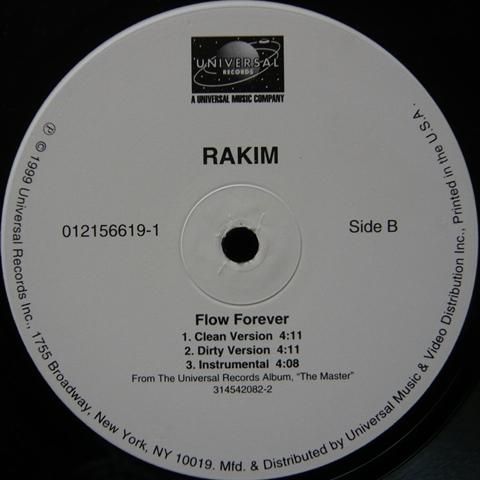 UNIVERSAL
RECORDS
A UNIVERSAL MUSIC COMPANY
RAKIM
012156619-1
Side B
Flow Forever
1. Clean Version 4:11
2. Dirty Version 4:11
3. Instrumental 4:08
From The Universal Records Album, "The Master"
314542082-2
℗ © 1999 Universal Records Inc., 1755 Broadway, New York, NY 10019. Mfd. & Distributed by Universal Music & Video Distribution Inc., Printed in the U.S.A.